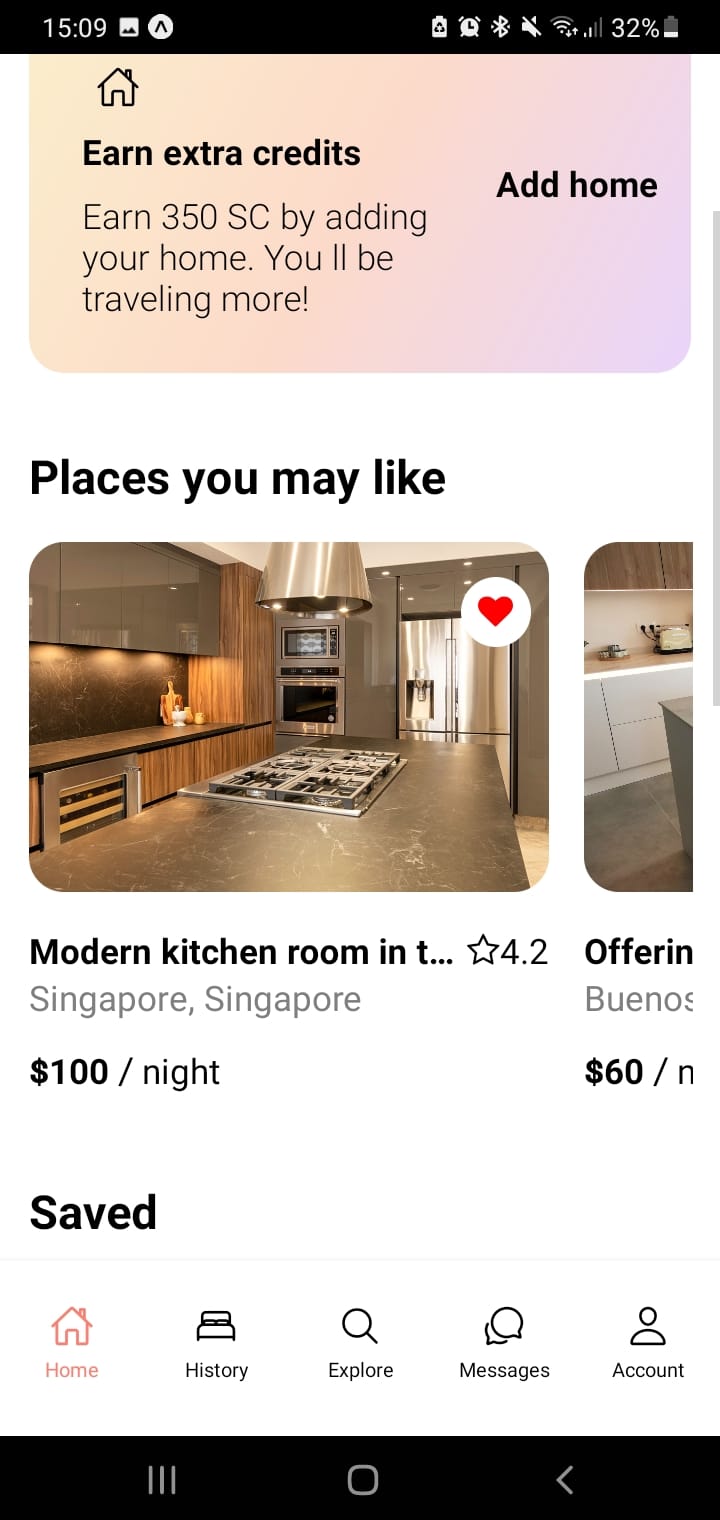 15:09
32%
Earn extra credits
Add home
Earn 350 SC by adding
your home. You ll be
traveling more!
Places you may like
Modern kitchen room in t... 4.2
Singapore, Singapore
$100 / night
Offerin
Buenos
$60 / n
Saved
Home
History
Explore
Messages
Account